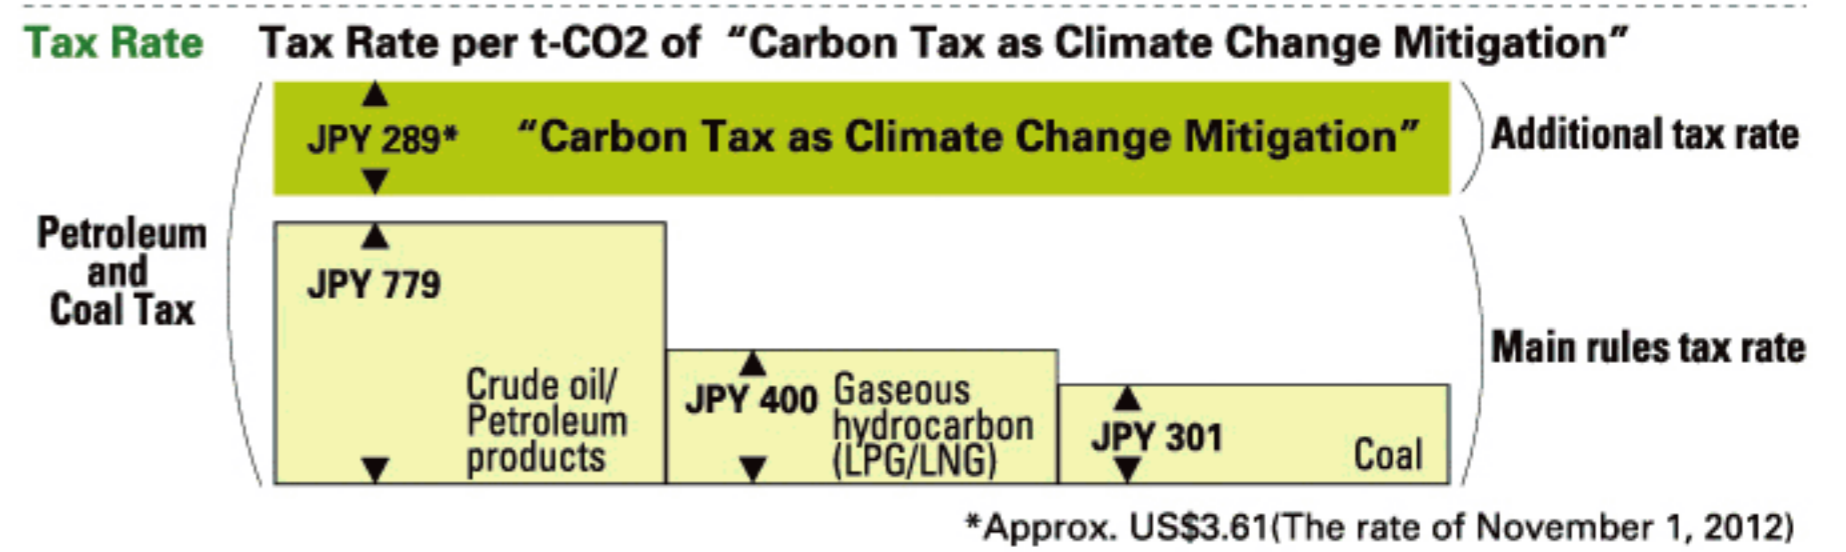 Tax Rate Tax Rate per t-CO2 of “Carbon Tax as Climate Change Mitigation”
JPY 289* “Carbon Tax as Climate Change Mitigation”
Additional tax rate
Petroleum
and
Coal Tax
JPY 779
Crude oil/
Petroleum
products
JPY 400
Gaseous
hydrocarbon
(LPG/LNG)
JPY 301
Coal
Main rules tax rate
*Approx. US$3.61(The rate of November 1, 2012)